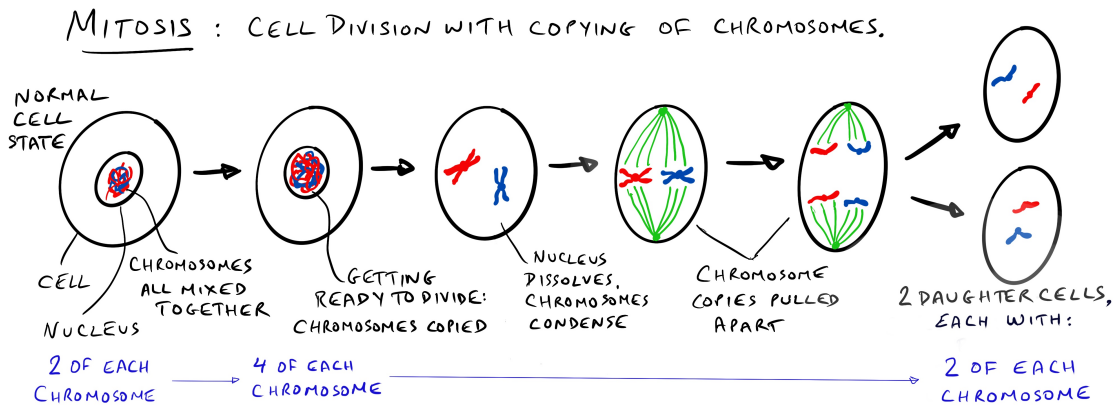 MITOSIS : CELL DIVISION WITH COPYING OF CHROMOSOMES.
NORMAL
CELL
STATE
CELL
NUCLEUS
CHROMOSOMES
ALL MIXED
TOGETHER
GETTING
READY TO DIVIDE:
CHROMOSOMES COPIED
NUCLEUS
DISSOLVES,
CHROMOSOMES
CONDENSE
CHROMOSOME
COPIES PULLED
APART
2 DAUGHTER CELLS,
EACH WITH:
2 OF EACH
CHROMOSOME
4 OF EACH
CHROMOSOME
2 OF EACH
CHROMOSOME